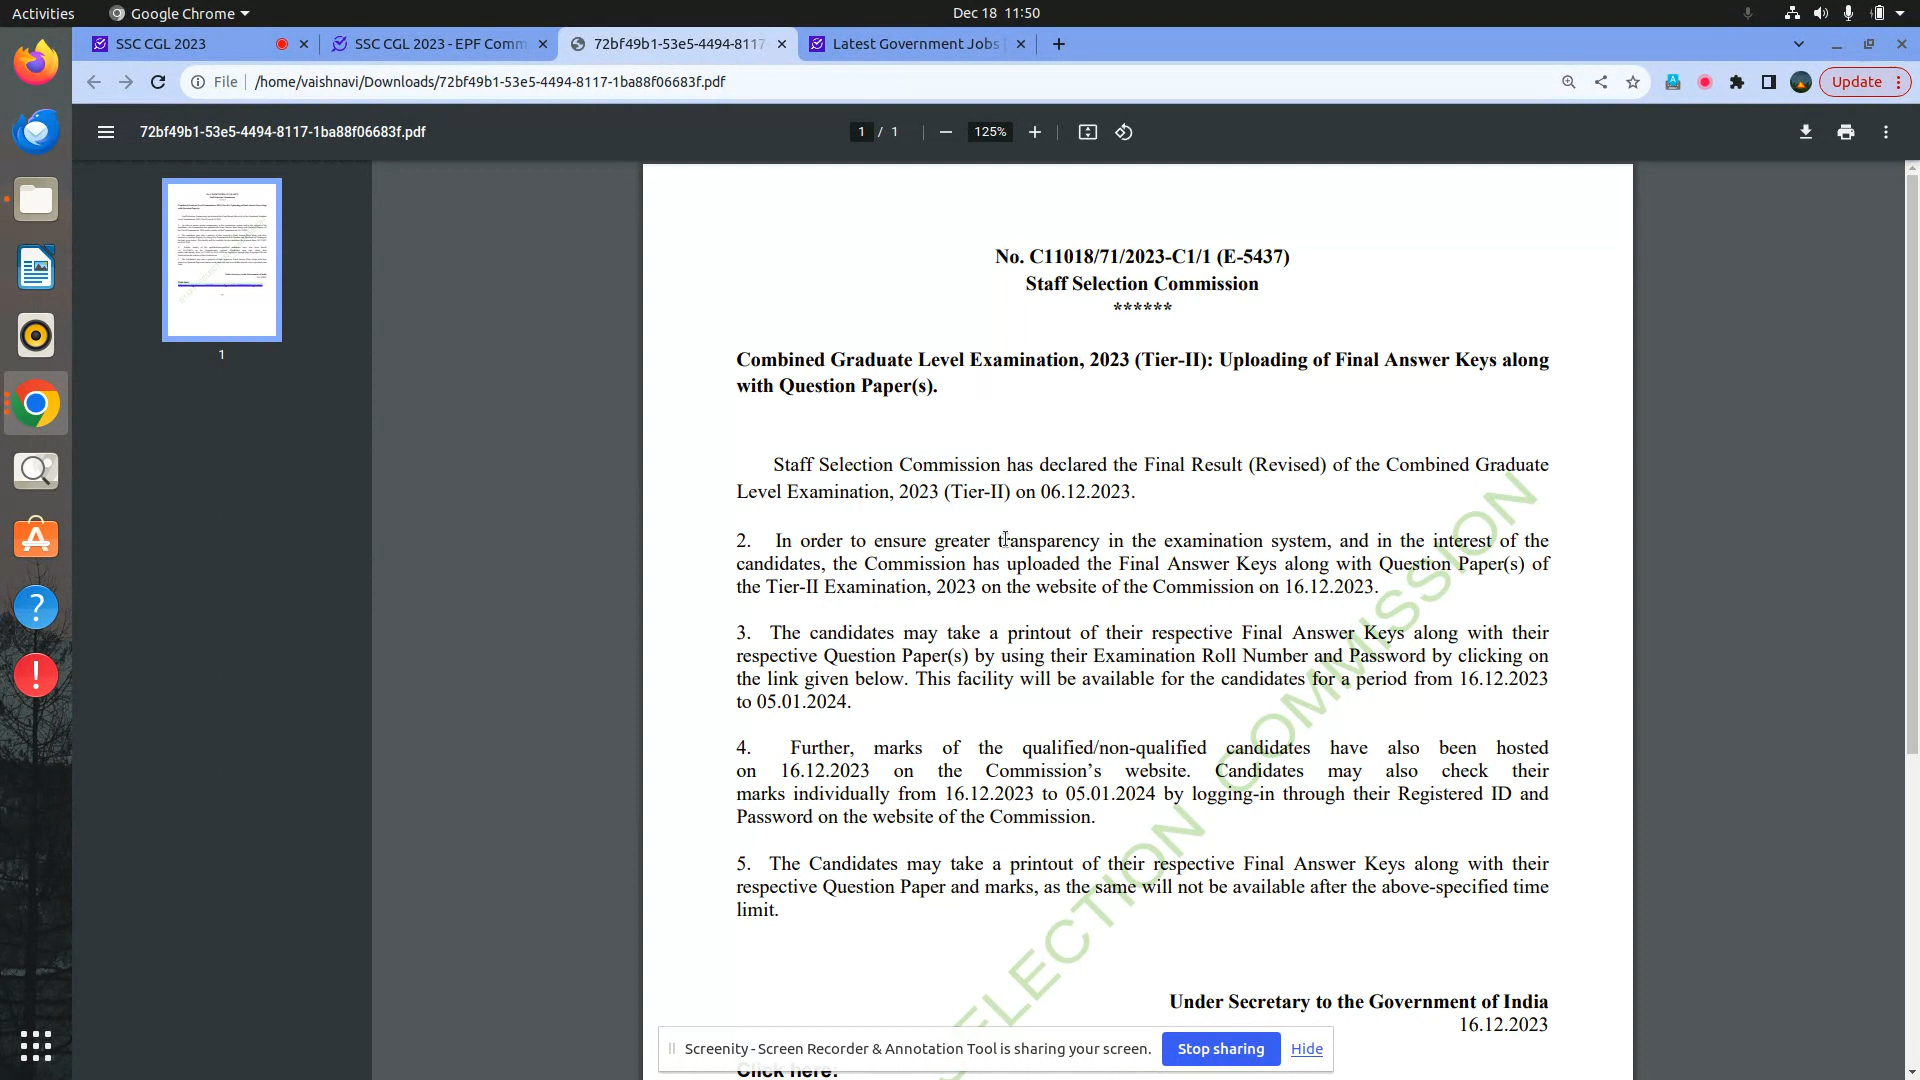 Activities
Google Chrome
Dec 18 11:50
SSC CGL 2023
SSC CGL 2023 - EPF Comm
72bf49b1-53e5-4494-8117-
Latest Government Jobs
File
/home/vaishnavi/Downloads/72bf49b1-53e5-4494-8117-1ba88f06683f.pdf
Update
72bf49b1-53e5-4494-8117-1ba88f06683f.pdf
1 / 1
125%
1
No. C11018/71/2023-C1/1 (E-5437)
Staff Selection Commission
******
Combined Graduate Level Examination, 2023 (Tier-II): Uploading of Final Answer Keys along
with Question Paper(s).
Staff Selection Commission has declared the Final Result (Revised) of the Combined Graduate
Level Examination, 2023 (Tier-II) on 06.12.2023.
2. In order to ensure greater transparency in the examination system, and in the interest of the
candidates, the Commission has uploaded the Final Answer Keys along with Question Paper(s) of
the Tier-II Examination, 2023 on the website of the Commission on 16.12.2023.
3. The candidates may take a printout of their respective Final Answer Keys along with their
respective Question Paper(s) by using their Examination Roll Number and Password by clicking on
the link given below. This facility will be available for the candidates for a period from 16.12.2023
to 05.01.2024.
4. Further, marks of the qualified/non-qualified candidates have also been hosted
on 16.12.2023 on the Commission's website. Candidates may also check their
marks individually from 16.12.2023 to 05.01.2024 by logging-in through their Registered ID and
Password on the website of the Commission.
5. The Candidates may take a printout of their respective Final Answer Keys along with their
respective Question Paper and marks, as the same will not be available after the above-specified time
limit.
SELECTION COMMISSION
Under Secretary to the Government of India
16.12.2023
Screenity - Screen Recorder & Annotation Tool is sharing your screen.
Stop sharing
Hide
Click here: